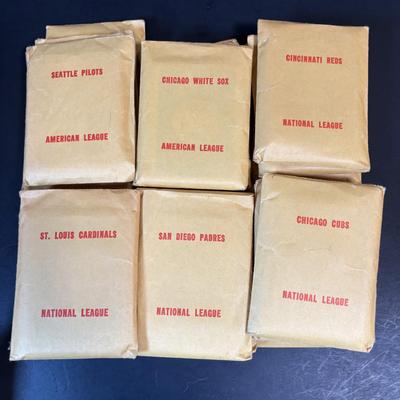 SEATTLE PILOTS
AMERICAN LEAGUE
CHICAGO WHITE SOX
AMERICAN LEAGUE
CINCINNATI REDS
NATIONAL LEAGUE
ST. LOUIS CARDINALS
NATIONAL LEAGUE
SAN DIEGO PADRES
NATIONAL LEAGUE
CHICAGO CUBS
NATIONAL LEAGUE